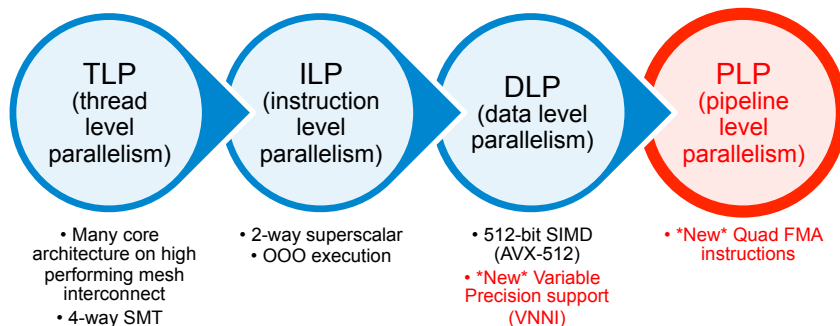 TLP
(thread
level
parallelism)
ILP
(instruction
level
parallelism)
DLP
(data level
parallelism)
PLP
(pipeline
level
parallelism)
• Many core
architecture on high
performing mesh
interconnect
• 4-way SMT
• 2-way superscalar
• OOO execution
• 512-bit SIMD
(AVX-512)
• *New* Variable
Precision support
(VNNI)
• *New* Quad FMA
instructions